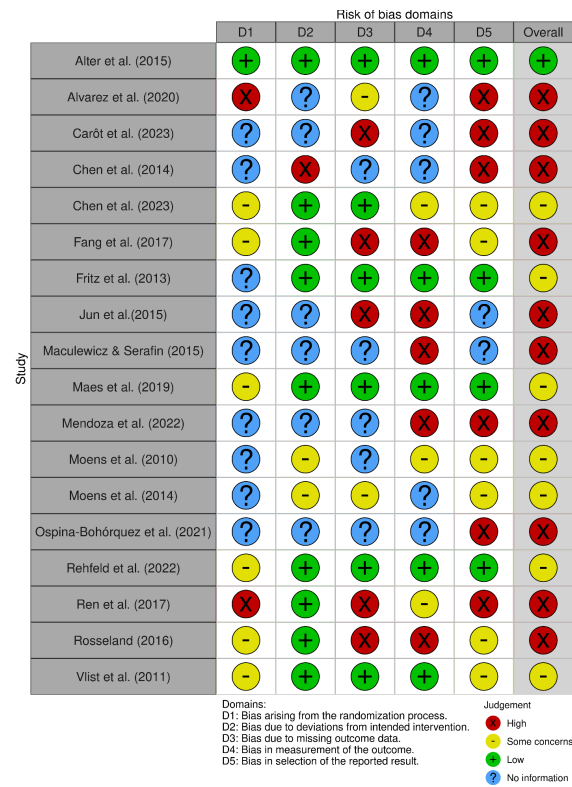 Risk of bias domains
D1 D2 D3 D4 D5 Overall
Study
Alter et al. (2015) + + + + + +
Alvarez et al. (2020) X ? - ? X X
Carôt et al. (2023) ? ? X ? X X
Chen et al. (2014) ? X ? ? X X
Chen et al. (2023) - + + - - -
Fang et al. (2017) - + X X - X
Fritz et al. (2013) ? + + + + -
Jun et al.(2015) ? ? X X ? X
Maculewicz & Serafin (2015) ? ? ? X ? X
Maes et al. (2019) - + + + + -
Mendoza et al. (2022) ? ? ? X X X
Moens et al. (2010) ? - ? - - -
Moens et al. (2014) ? - - ? - -
Ospina-Bohórquez et al. (2021) ? ? ? ? X X
Rehfeld et al. (2022) - + + + + -
Ren et al. (2017) X + X - X X
Rosseland (2016) - + X X - X
Vlist et al. (2011) - + + + - -
Domains:
D1: Bias arising from the randomization process.
D2: Bias due to deviations from intended intervention.
D3: Bias due to missing outcome data.
D4: Bias in measurement of the outcome.
D5: Bias in selection of the reported result.
Judgement
X High
- Some concerns
+ Low
? No information